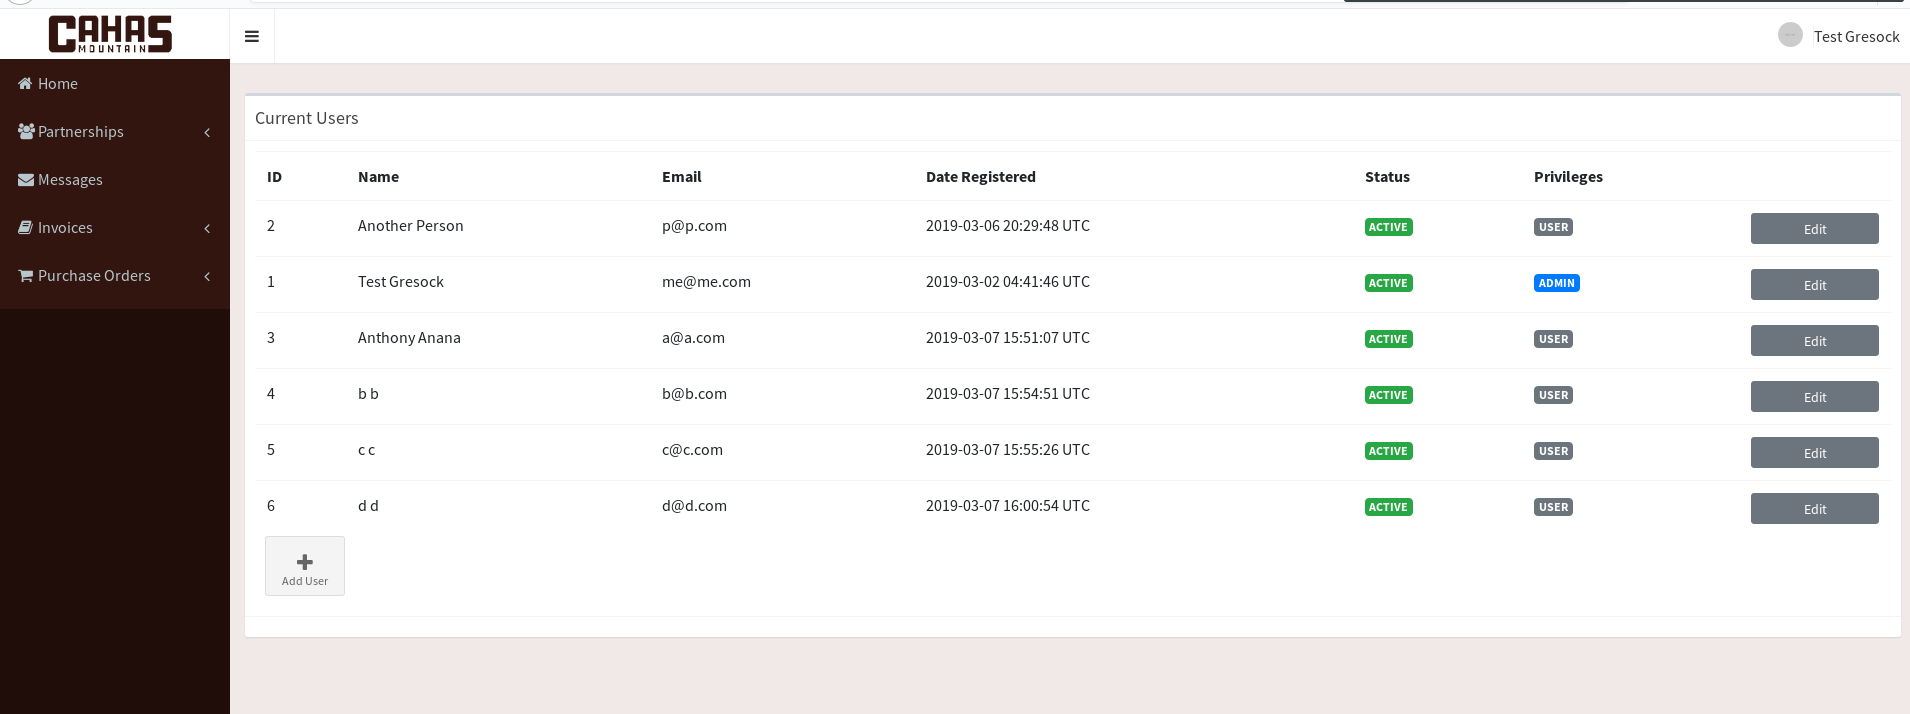 CAHAS
MOUNTAIN
Test Gresock
Home
Partnerships
Messages
Invoices
Purchase Orders
Current Users
ID Name Email Date Registered Status Privileges
2 Another Person p@p.com 2019-03-06 20:29:48 UTC ACTIVE USER Edit
1 Test Gresock me@me.com 2019-03-02 04:41:46 UTC ACTIVE ADMIN Edit
3 Anthony Anana a@a.com 2019-03-07 15:51:07 UTC ACTIVE USER Edit
4 b b b@b.com 2019-03-07 15:54:51 UTC ACTIVE USER Edit
5 c c c@c.com 2019-03-07 15:55:26 UTC ACTIVE USER Edit
6 d d d@d.com 2019-03-07 16:00:54 UTC ACTIVE USER Edit
Add User